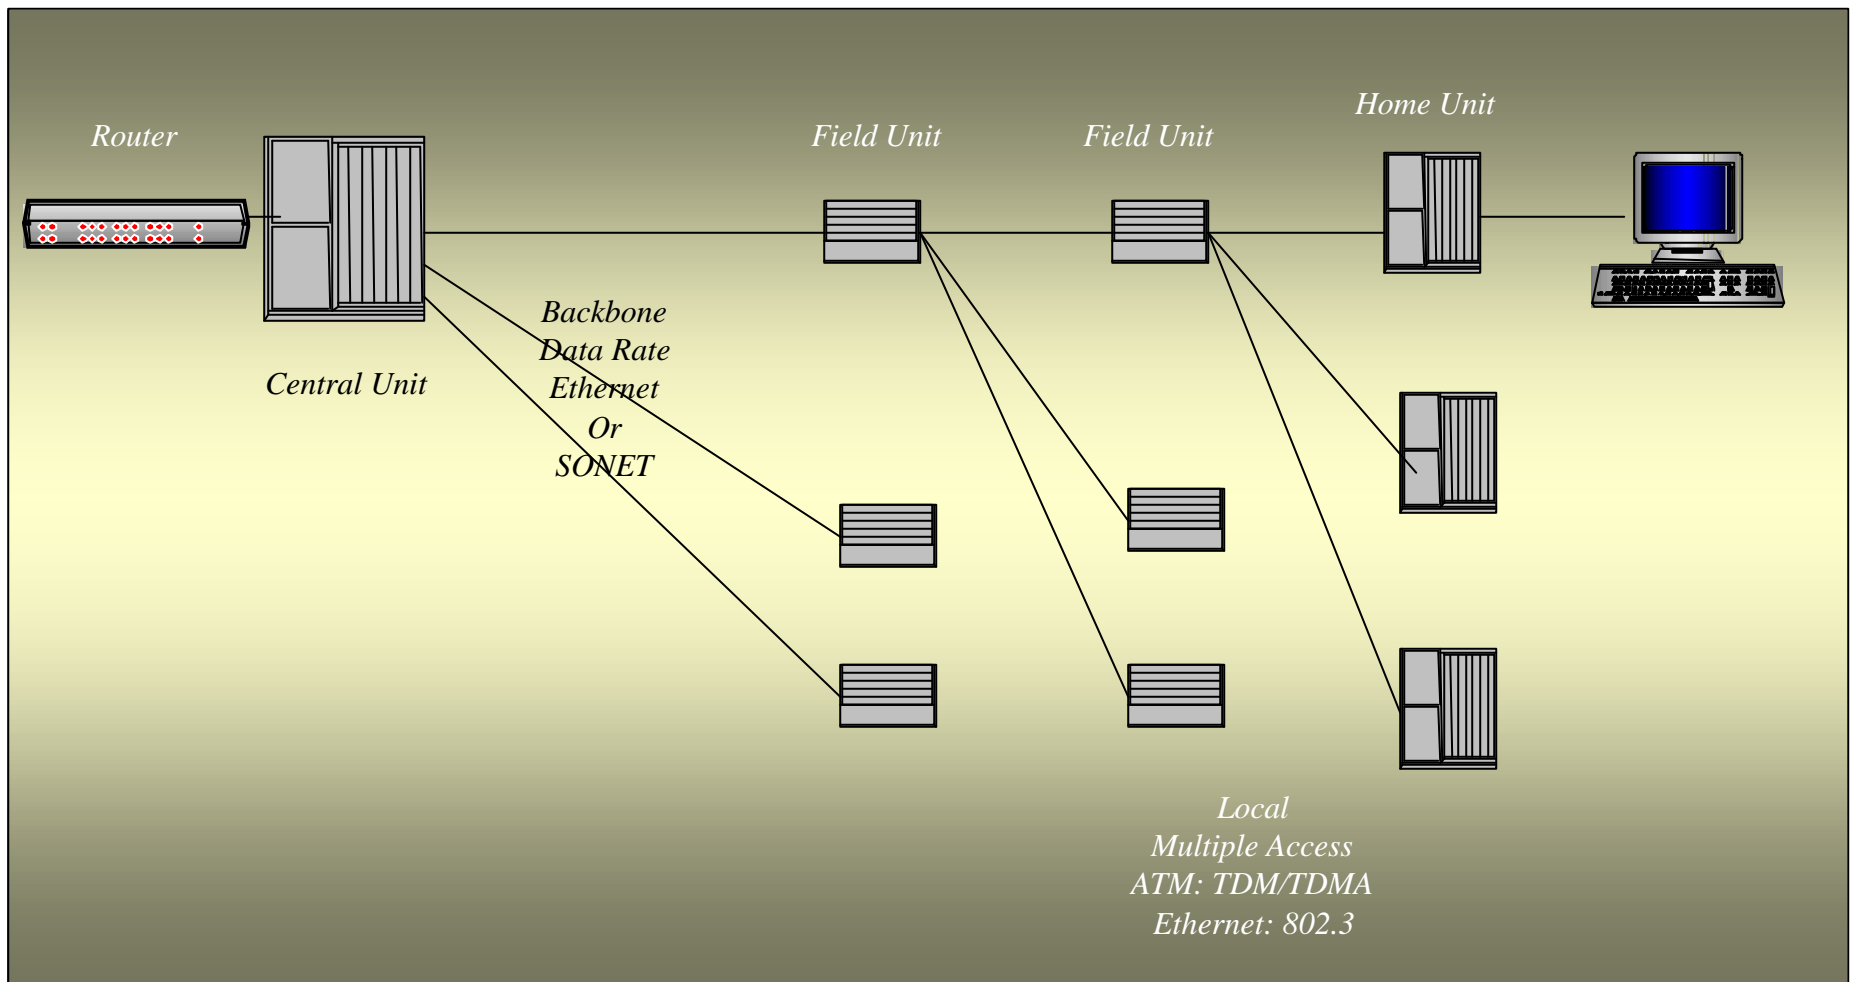 Router
Field Unit
Field Unit
Home Unit
Central Unit
Backbone
Data Rate
Ethernet
Or
SONET
Local
Multiple Access
ATM: TDM/TDMA
Ethernet: 802.3